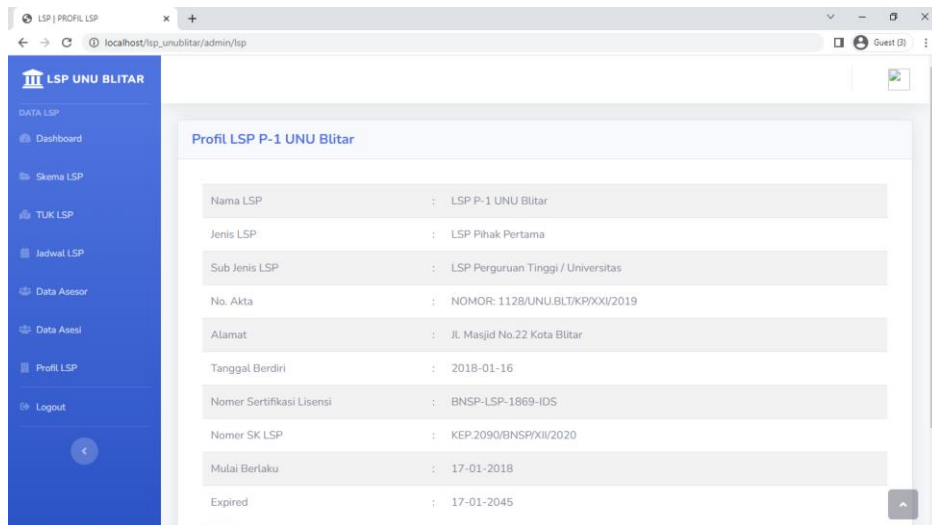 LSP | PROFIL LSP
localhost/lsp_unublitar/admin/lsp
Guest (3)
LSP UNU BLITAR
DATA LSP
Dashboard
Skema LSP
TUK LSP
Jadwal LSP
Data Asesor
Data Asesi
Profil LSP
Logout
Profil LSP P-1 UNU Blitar
Nama LSP : LSP P-1 UNU Blitar
Jenis LSP : LSP Pihak Pertama
Sub Jenis LSP : LSP Perguruan Tinggi / Universitas
No. Akta : NOMOR: 1128/UNU.BLT/KP/XXI/2019
Alamat : Jl. Masjid No.22 Kota Blitar
Tanggal Berdiri : 2018-01-16
Nomer Sertifikasi Lisensi : BNSP-LSP-1869-IDS
Nomer SK LSP : KEP.2090/BNSP/XII/2020
Mulai Berlaku : 17-01-2018
Expired : 17-01-2045